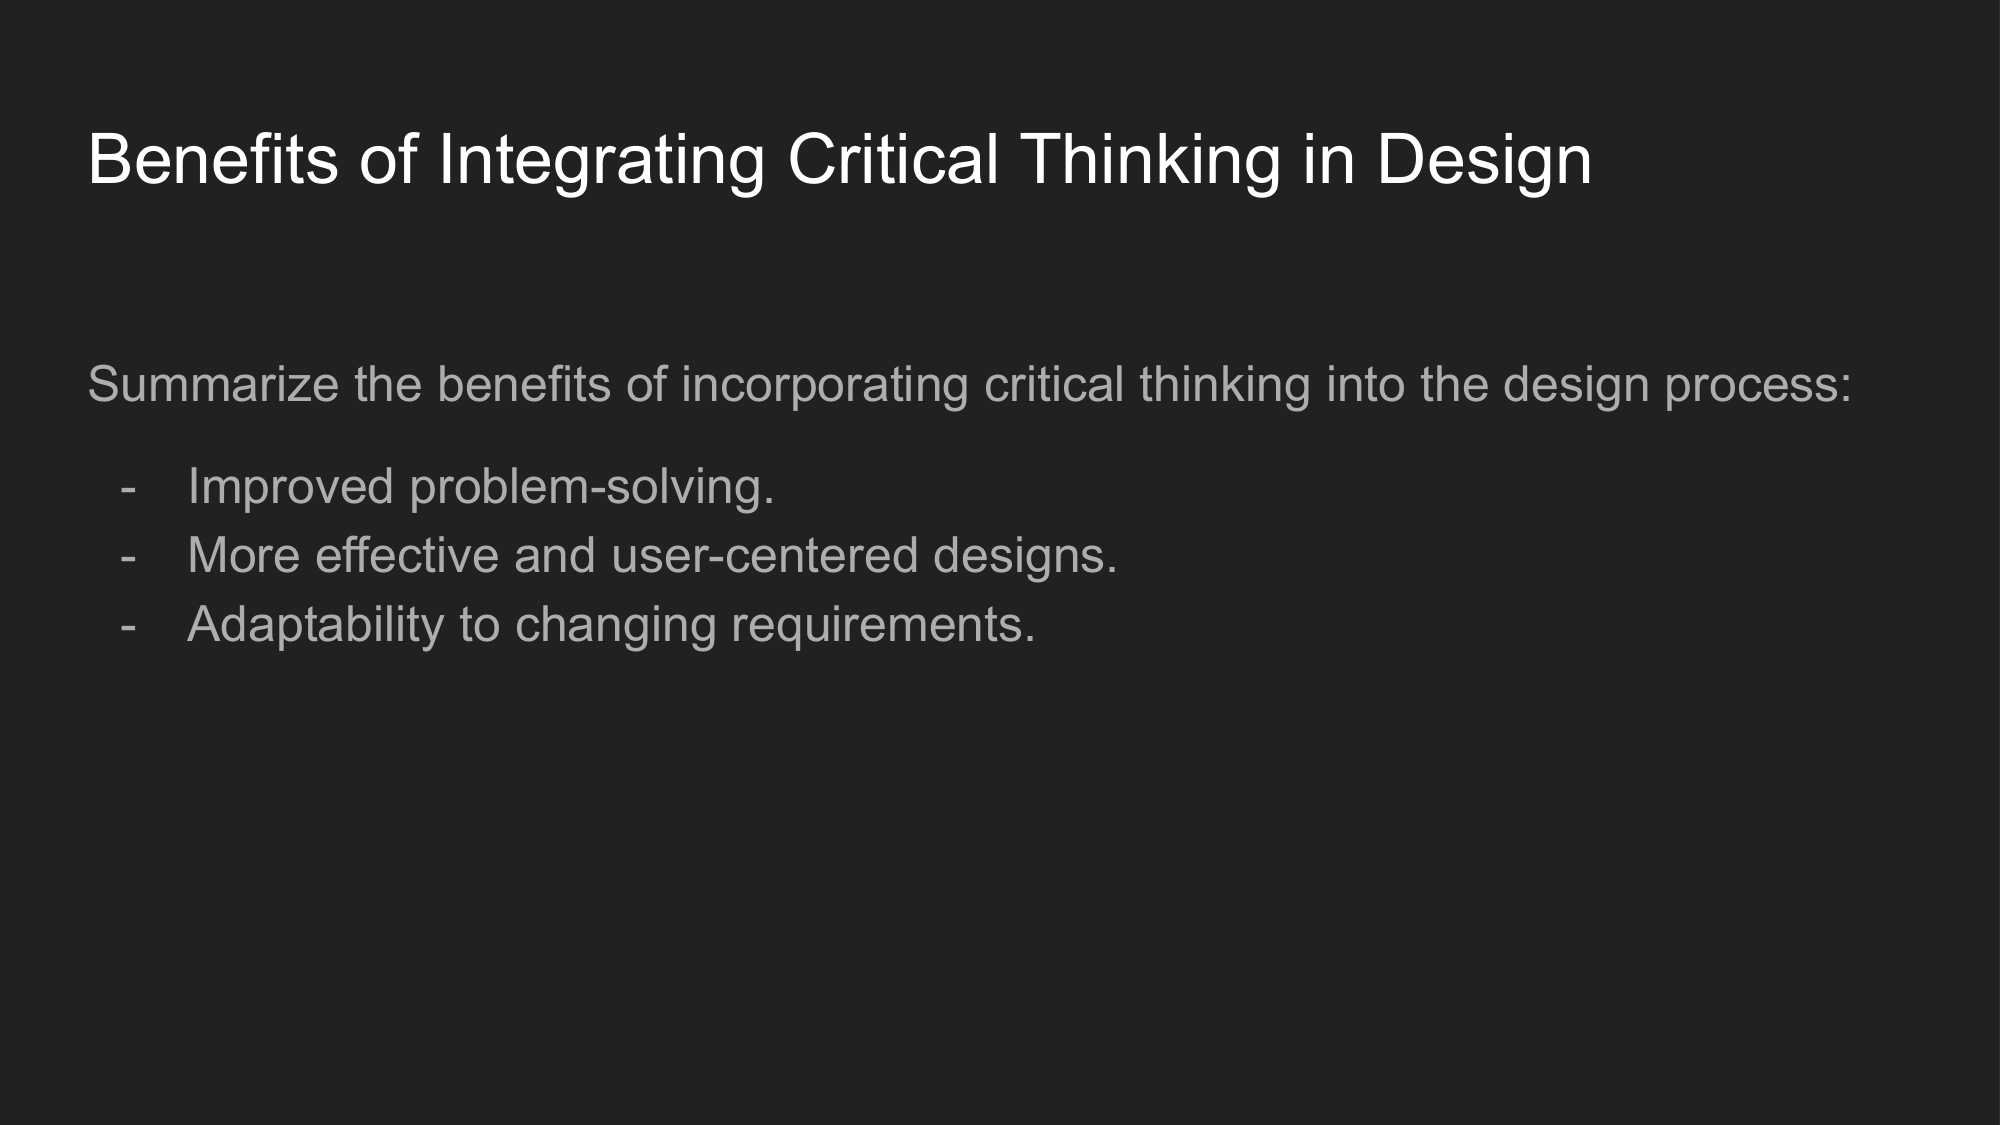 Benefits of Integrating Critical Thinking in Design
Summarize the benefits of incorporating critical thinking into the design process:
- Improved problem-solving.
- More effective and user-centered designs.
- Adaptability to changing requirements.